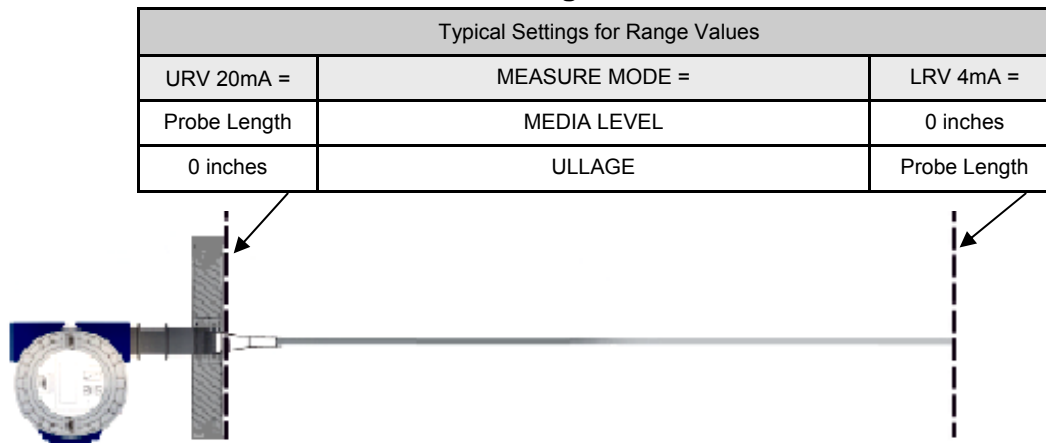 Typical Settings for Range Values
URV 20mA = MEASURE MODE = LRV 4mA =
Probe Length MEDIA LEVEL 0 inches
0 inches ULLAGE Probe Length